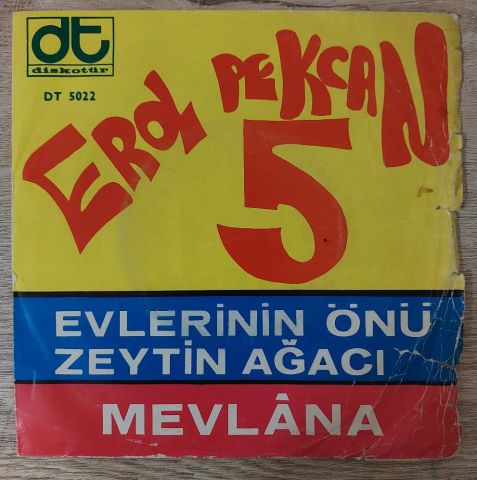 dt
diskotür
DT 5022
EROL PEKCAN
5
EVLERİNİN ÖNÜ
ZEYTİN AĞACI
MEVLÂNA